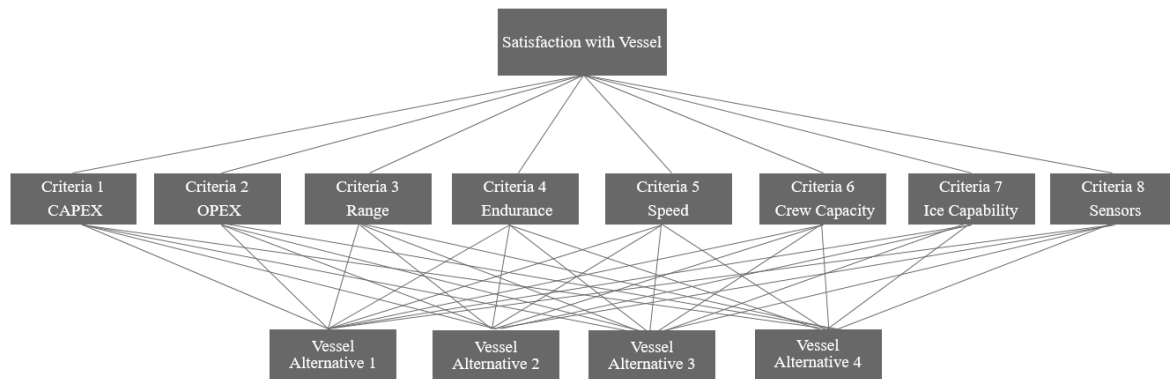 Satisfaction with Vessel
Criteria 1
CAPEX
Criteria 2
OPEX
Criteria 3
Range
Criteria 4
Endurance
Criteria 5
Speed
Criteria 6
Crew Capacity
Criteria 7
Ice Capability
Criteria 8
Sensors
Vessel
Alternative 1
Vessel
Alternative 2
Vessel
Alternative 3
Vessel
Alternative 4